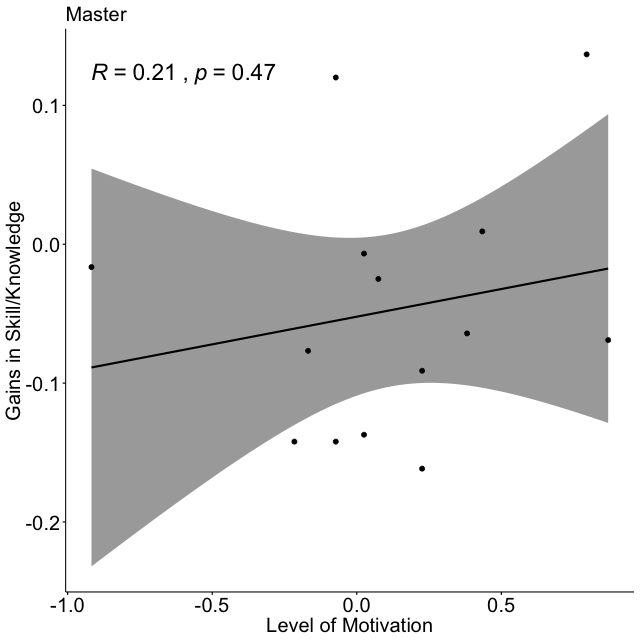 Master
R = 0.21 , p = 0.47
0.1
0.0
-0.1
-0.2
Gains in Skill/Knowledge
-1.0 -0.5 0.0 0.5
Level of Motivation